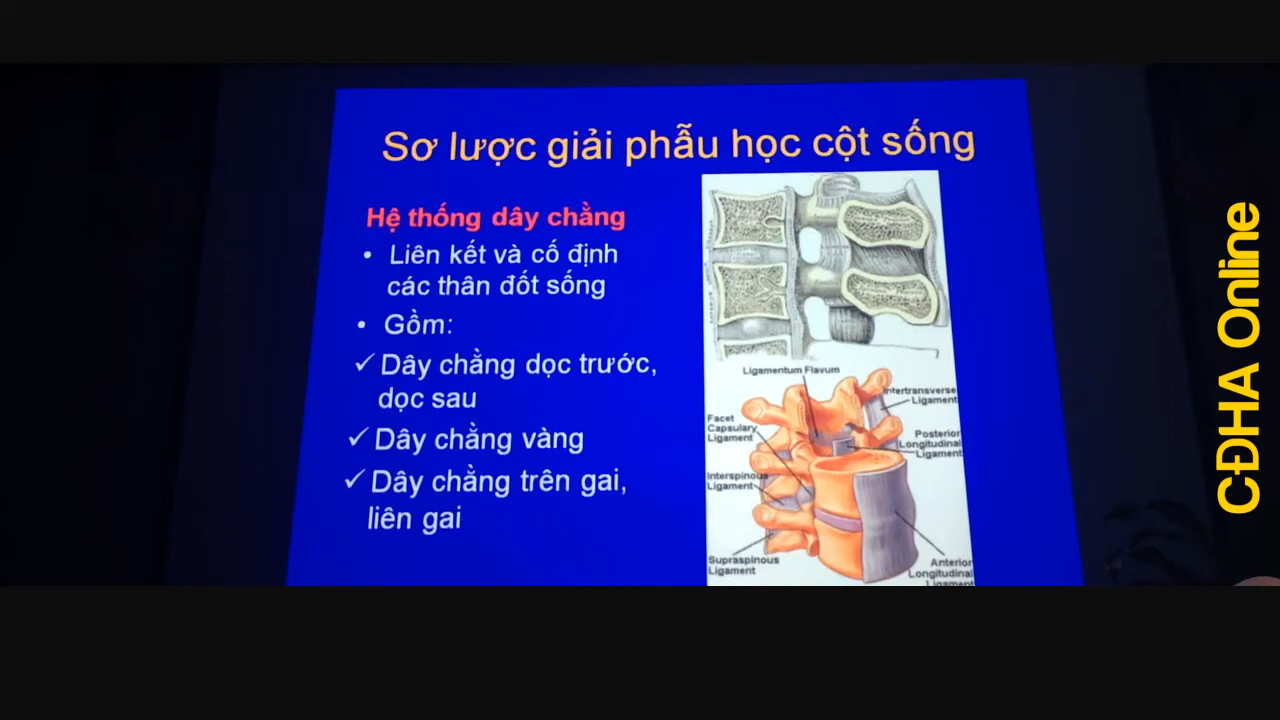 Sơ lược giải phẫu học cột sống
Hệ thống dây chằng
• Liên kết và cố định
các thân đốt sống
• Gồm:
✓ Dây chằng dọc trước,
dọc sau
✓ Dây chằng vàng
✓ Dây chằng trên gai,
liên gai
Ligamentum Flavum
Intertransverse
Ligament
Facet
Capsulary
Ligament
Posterior
Longitudinal
Ligament
Interspinous
Ligament
Supraspinous
Ligament
Anterior
Longitudinal
Ligament
CĐHA Online